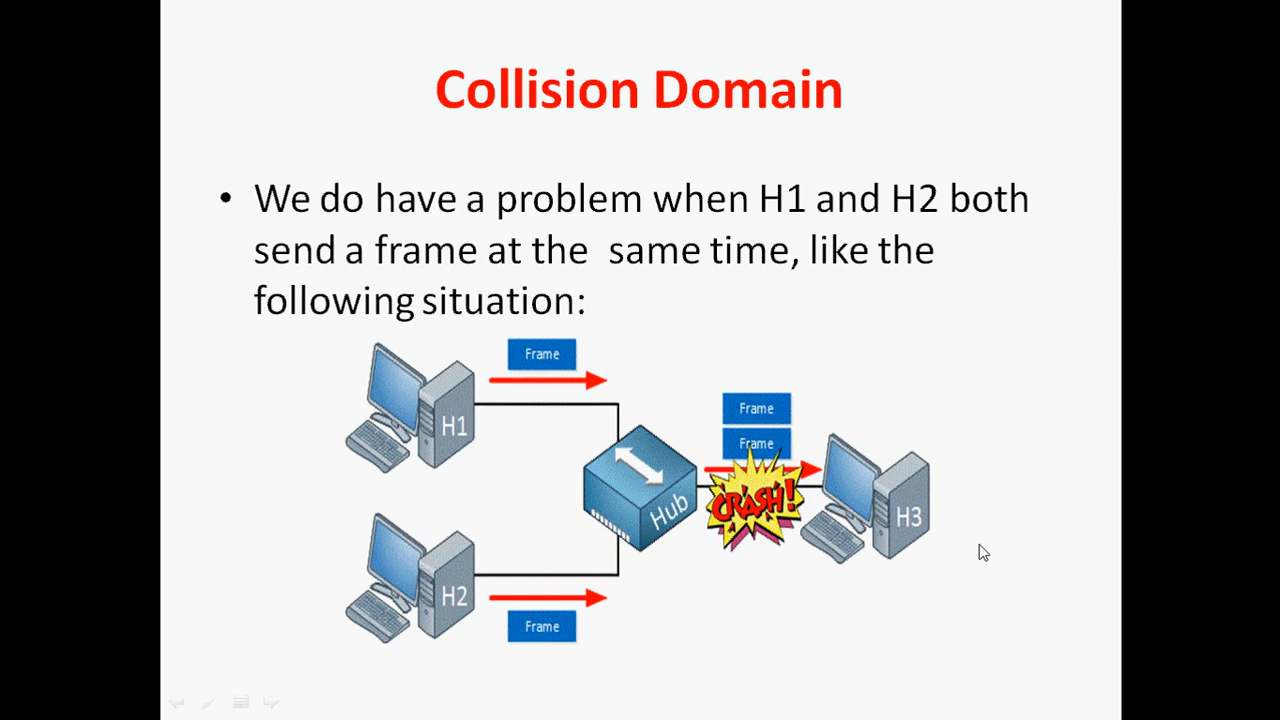 Collision Domain
• We do have a problem when H1 and H2 both
send a frame at the  same time, like the
following situation:
Frame
H1
Frame
Frame
CRASH!
Hub
H3
H2
Frame